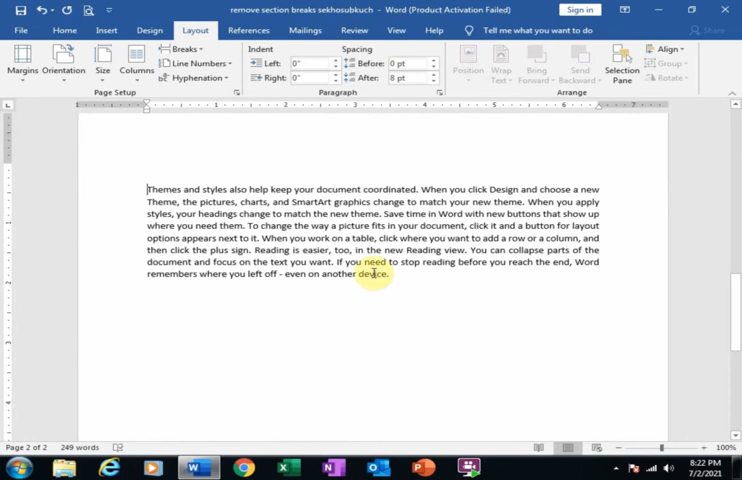 remove section breaks sekhosubkuch - Word (Product Activation Failed)
Sign in
File Home Insert Design Layout References Mailings Review View Help Tell me what you want to do Share
Margins Orientation Size Columns
Breaks
Line Numbers
Hyphenation
Page Setup
Indent Spacing
Left: 0" Before: 0 pt
Right: 0" After: 8 pt
Paragraph
Position Wrap Text Bring Forward Send Backward Selection Pane
Align
Group
Rotate
Arrange
1 1 2 3 4 5 6 7
Themes and styles also help keep your document coordinated. When you click Design and choose a new
Theme, the pictures, charts, and SmartArt graphics change to match your new theme. When you apply
styles, your headings change to match the new theme. Save time in Word with new buttons that show up
where you need them. To change the way a picture fits in your document, click it and a button for layout
options appears next to it. When you work on a table, click where you want to add a row or a column, and
then click the plus sign. Reading is easier, too, in the new Reading view. You can collapse parts of the
document and focus on the text you want. If you need to stop reading before you reach the end, Word
remembers where you left off - even on another device.
Page 2 of 2 249 words 100%
8:22 PM
7/2/2021